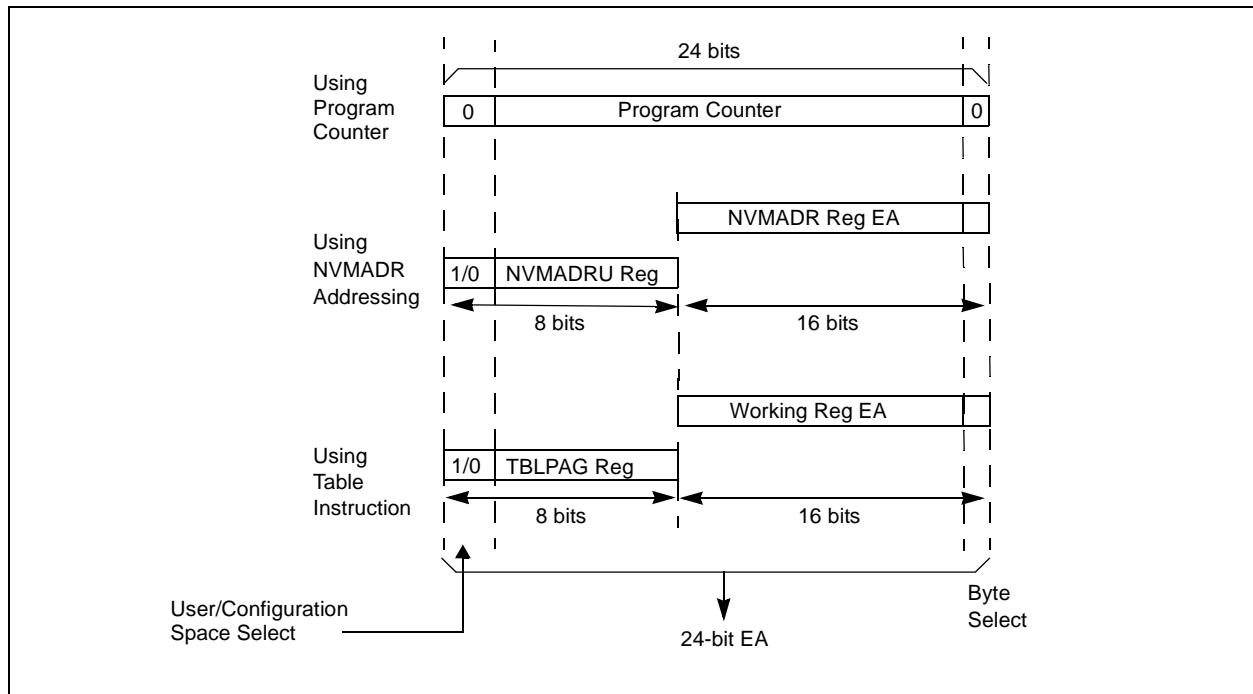 24 bits
Using
Program
Counter
0
Program Counter
0
NVMADR Reg EA
Using
NVMADR
Addressing
1/0
NVMADRU Reg
8 bits
16 bits
Working Reg EA
Using
Table
Instruction
1/0
TBLPAG Reg
8 bits
16 bits
User/Configuration
Space Select
24-bit EA
Byte
Select